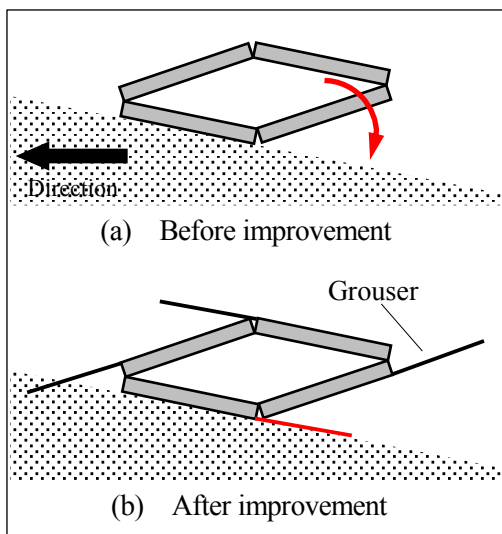 Direction
(a) Before improvement
Grouser
(b) After improvement